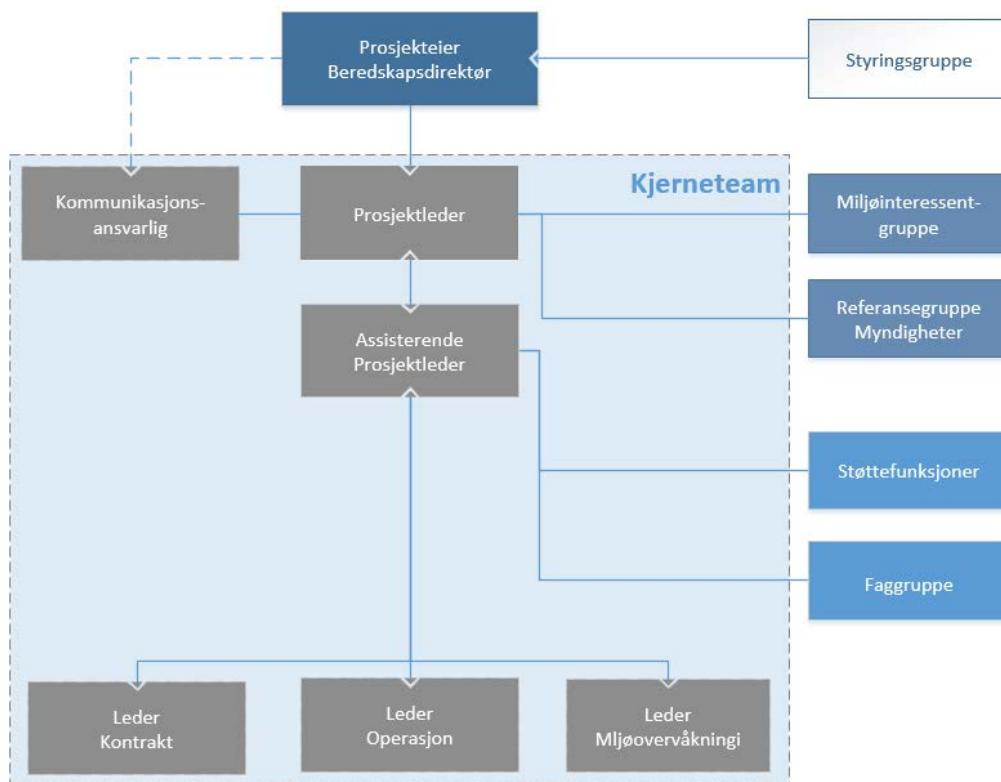 Prosjekteier
Beredskapsdirektør
Styringsgruppe
Kjerneteam
Kommunikasjons-
ansvarlig
Prosjektleder
Miljøinteressent-
gruppe
Referansegruppe
Myndigheter
Assisterende
Prosjektleder
Støttefunksjoner
Faggruppe
Leder
Kontrakt
Leder
Operasjon
Leder
Mljøovervåkningi